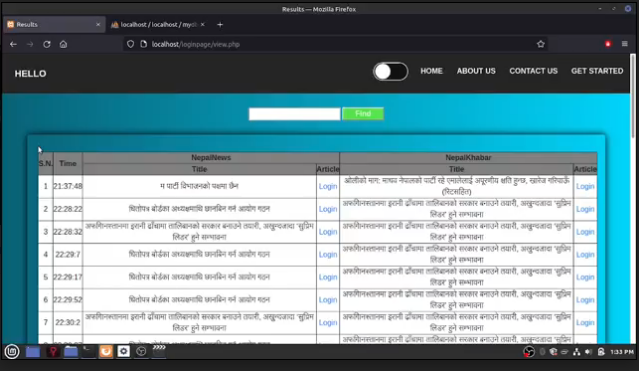 Results — Mozilla Firefox
Results
localhost / localhost / mydb
localhost/loginpage/view.php
HELLO
HOME ABOUT US CONTACT US GET STARTED
Find
S.N. Time NepalNews NepalKhabar
Title Article Title Article
1 21:37:48 म पार्टी विभाजनको पक्षमा छैन Login ओलीको माग: माधव नेपालको पार्टी रहे एमालेलाई अपूरणीय क्षति हुन्छ, खारेज गरिपाऊँ
(रिटसहित) Login
2 22:28:22 धितोपत्र बोर्डका अध्यक्षमाथि छानबिन गर्न आयोग गठन Login अफगानिस्तानमा इरानी ढाँचामा तालिबानको सरकार बनाउने तयारी, अखुन्दजादा 'सुप्रिम
लिडर' हुने सम्भावना Login
3 22:28:32 अफगानिस्तानमा इरानी ढाँचामा तालिबानको सरकार बनाउने तयारी, अखुन्दजादा 'सुप्रिम
लिडर' हुने सम्भावना Login अफगानिस्तानमा इरानी ढाँचामा तालिबानको सरकार बनाउने तयारी, अखुन्दजादा 'सुप्रिम
लिडर' हुने सम्भावना Login
4 22:29:7 धितोपत्र बोर्डका अध्यक्षमाथि छानबिन गर्न आयोग गठन Login अफगानिस्तानमा इरानी ढाँचामा तालिबानको सरकार बनाउने तयारी, अखुन्दजादा 'सुप्रिम
लिडर' हुने सम्भावना Login
5 22:29:17 धितोपत्र बोर्डका अध्यक्षमाथि छानबिन गर्न आयोग गठन Login अफगानिस्तानमा इरानी ढाँचामा तालिबानको सरकार बनाउने तयारी, अखुन्दजादा 'सुप्रिम
लिडर' हुने सम्भावना Login
6 22:29:52 धितोपत्र बोर्डका अध्यक्षमाथि छानबिन गर्न आयोग गठन Login अफगानिस्तानमा इरानी ढाँचामा तालिबानको सरकार बनाउने तयारी, अखुन्दजादा 'सुप्रिम
लिडर' हुने सम्भावना Login
7 22:30:2 अफगानिस्तानमा इरानी ढाँचामा तालिबानको सरकार बनाउने तयारी, अखुन्दजादा 'सुप्रिम
लिडर' हुने सम्भावना Login अफगानिस्तानमा इरानी ढाँचामा तालिबानको सरकार बनाउने तयारी, अखुन्दजादा 'सुप्रिम
लिडर' हुने सम्भावना Login
1:33 PM